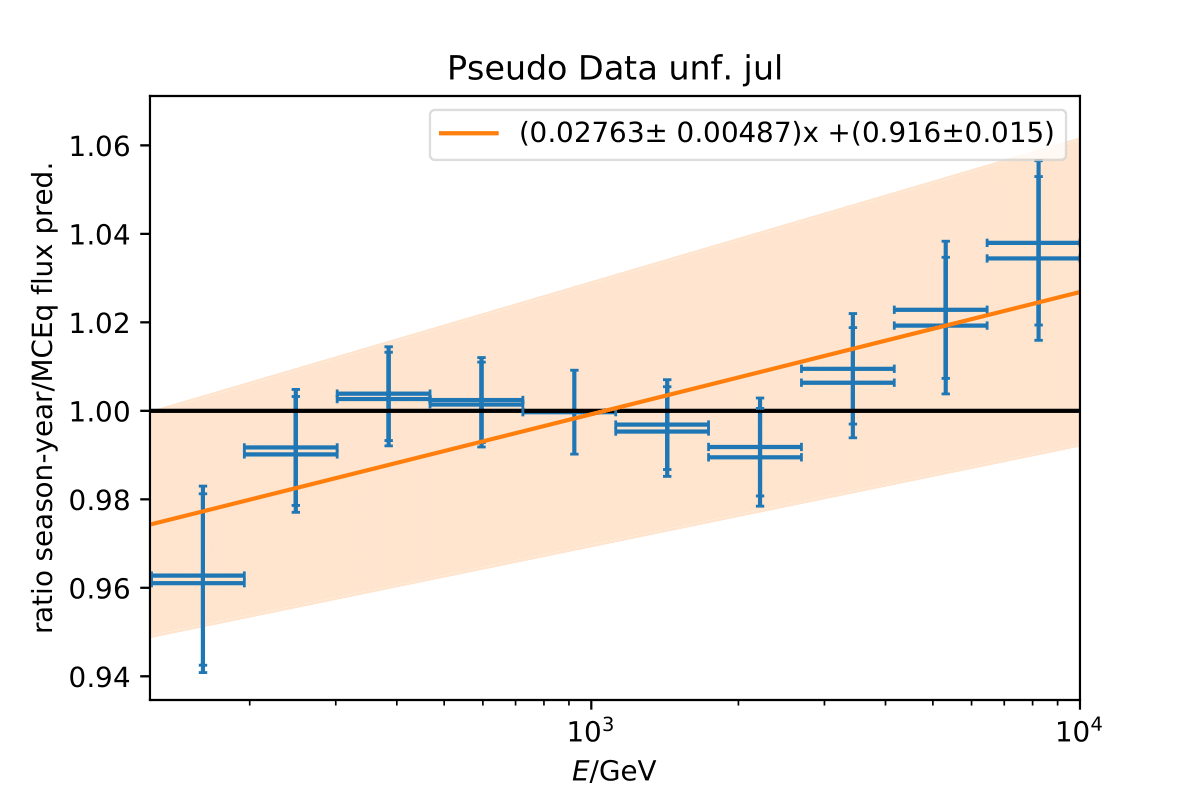 Pseudo Data unf. jul
(0.02763± 0.00487)x +(0.916±0.015)
ratio season-year/MCEq flux pred.
1.06
1.04
1.02
1.00
0.98
0.96
0.94
10³
10⁴
E/GeV